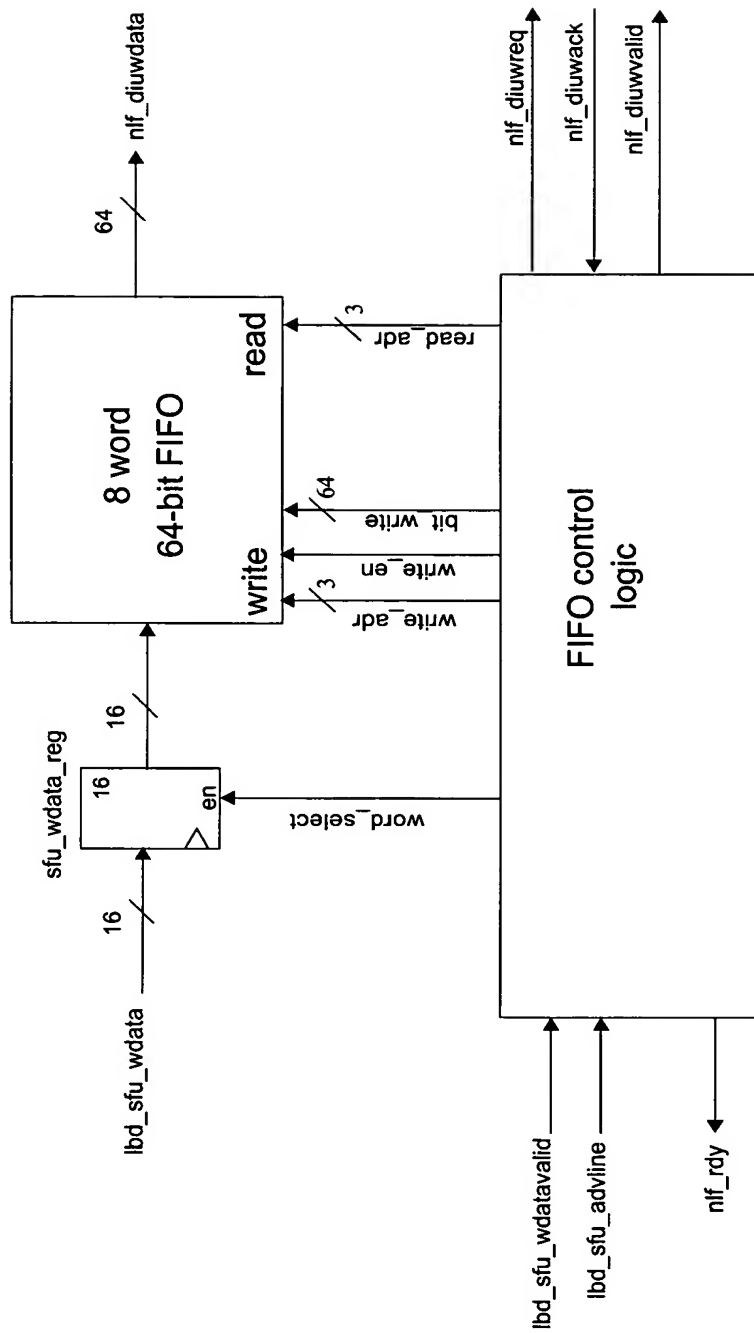 lbd_sfu_wdata
16
sfu_wdata_reg
16
en
16
8 word
64-bit FIFO
write
read
64
nlf_diuwdata
word_select
write_adr
3
write_en
bit_write
64
read_adr
3
FIFO control
logic
lbd_sfu_wdatavalid
lbd_sfu_advline
nlf_rdy
nlf_diuwreq
nlf_diuwack
nlf_diuwvalid